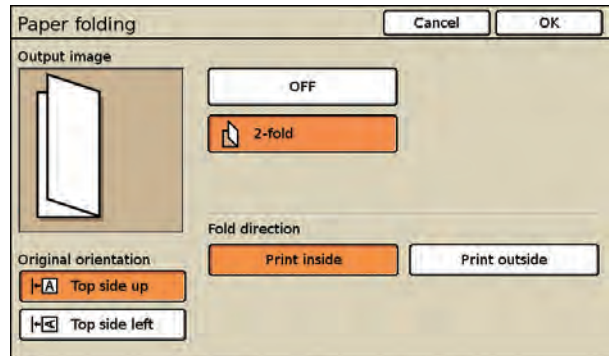 Paper folding
Cancel
OK
Output image
OFF
2-fold
Fold direction
Print inside
Print outside
Original orientation
A Top side up
A Top side left